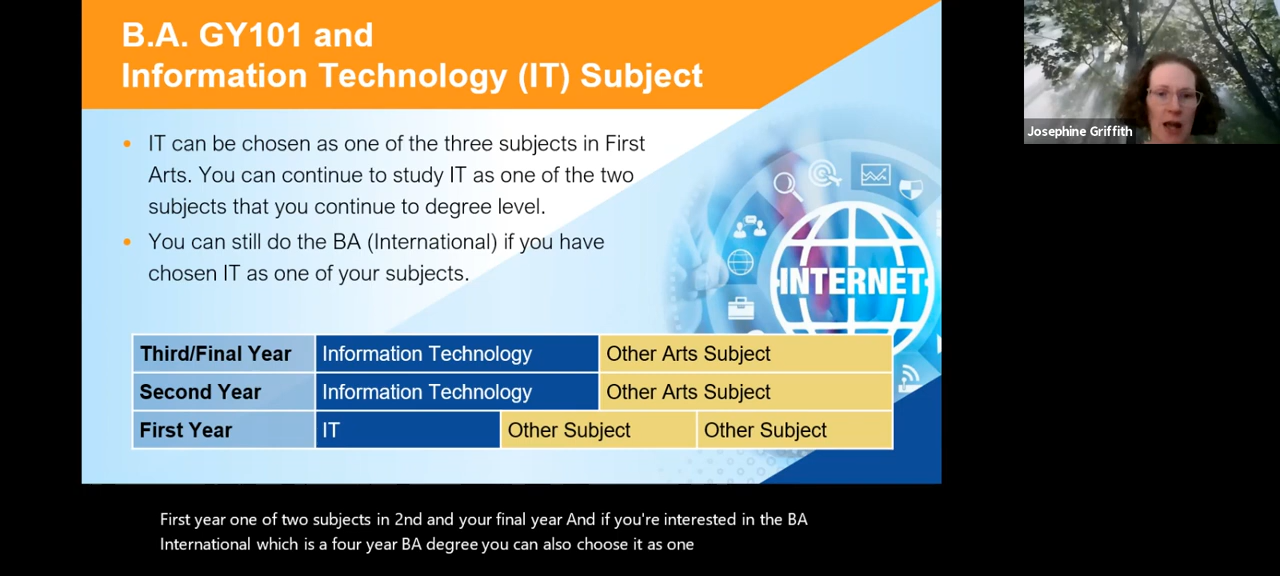 B.A. GY101 and
Information Technology (IT) Subject
• IT can be chosen as one of the three subjects in First
Arts. You can continue to study IT as one of the two
subjects that you continue to degree level.
• You can still do the BA (International) if you have
chosen IT as one of your subjects.
INTERNET
Third/Final Year Information Technology Other Arts Subject
Second Year Information Technology Other Arts Subject
First Year IT Other Subject Other Subject
Josephine Griffith
First year one of two subjects in 2nd and your final year And if you're interested in the BA
International which is a four year BA degree you can also choose it as one